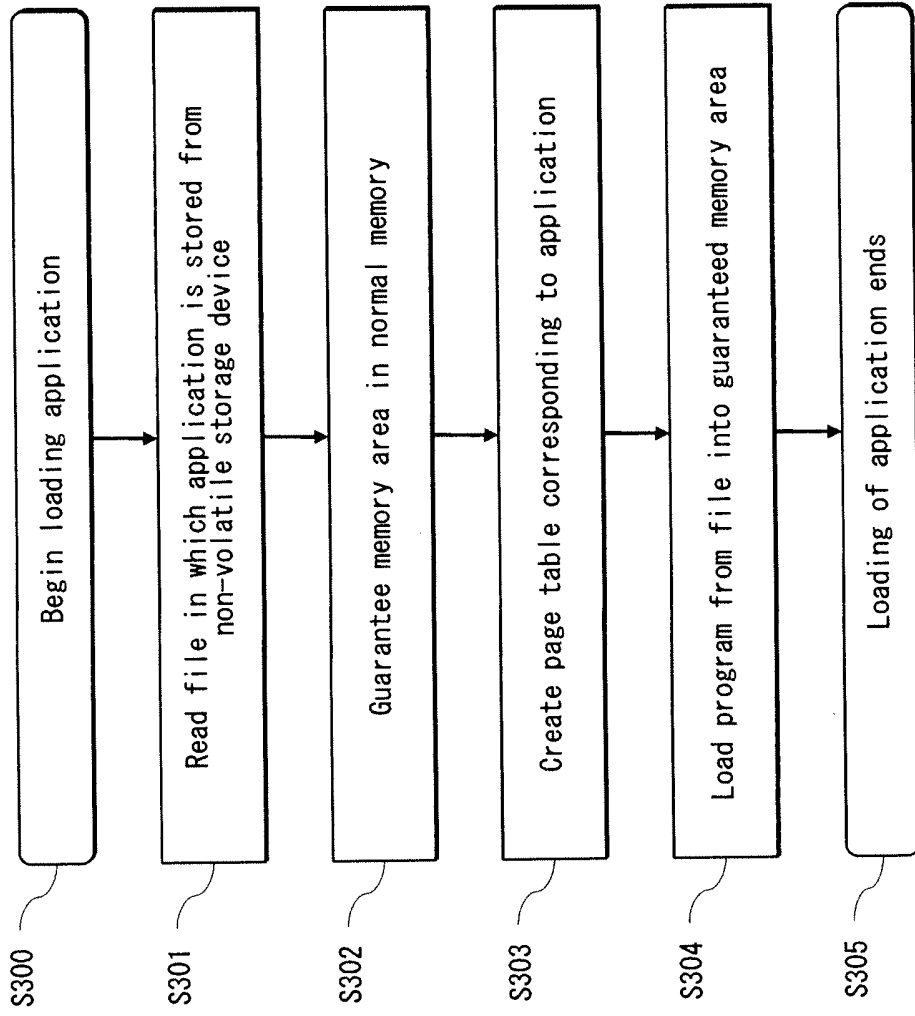 S300
Begin loading application
S301
Read file in which application is stored from
non-volatile storage device
S302
Guarantee memory area in normal memory
S303
Create page table corresponding to application
S304
Load program from file into guaranteed memory area
S305
Loading of application ends